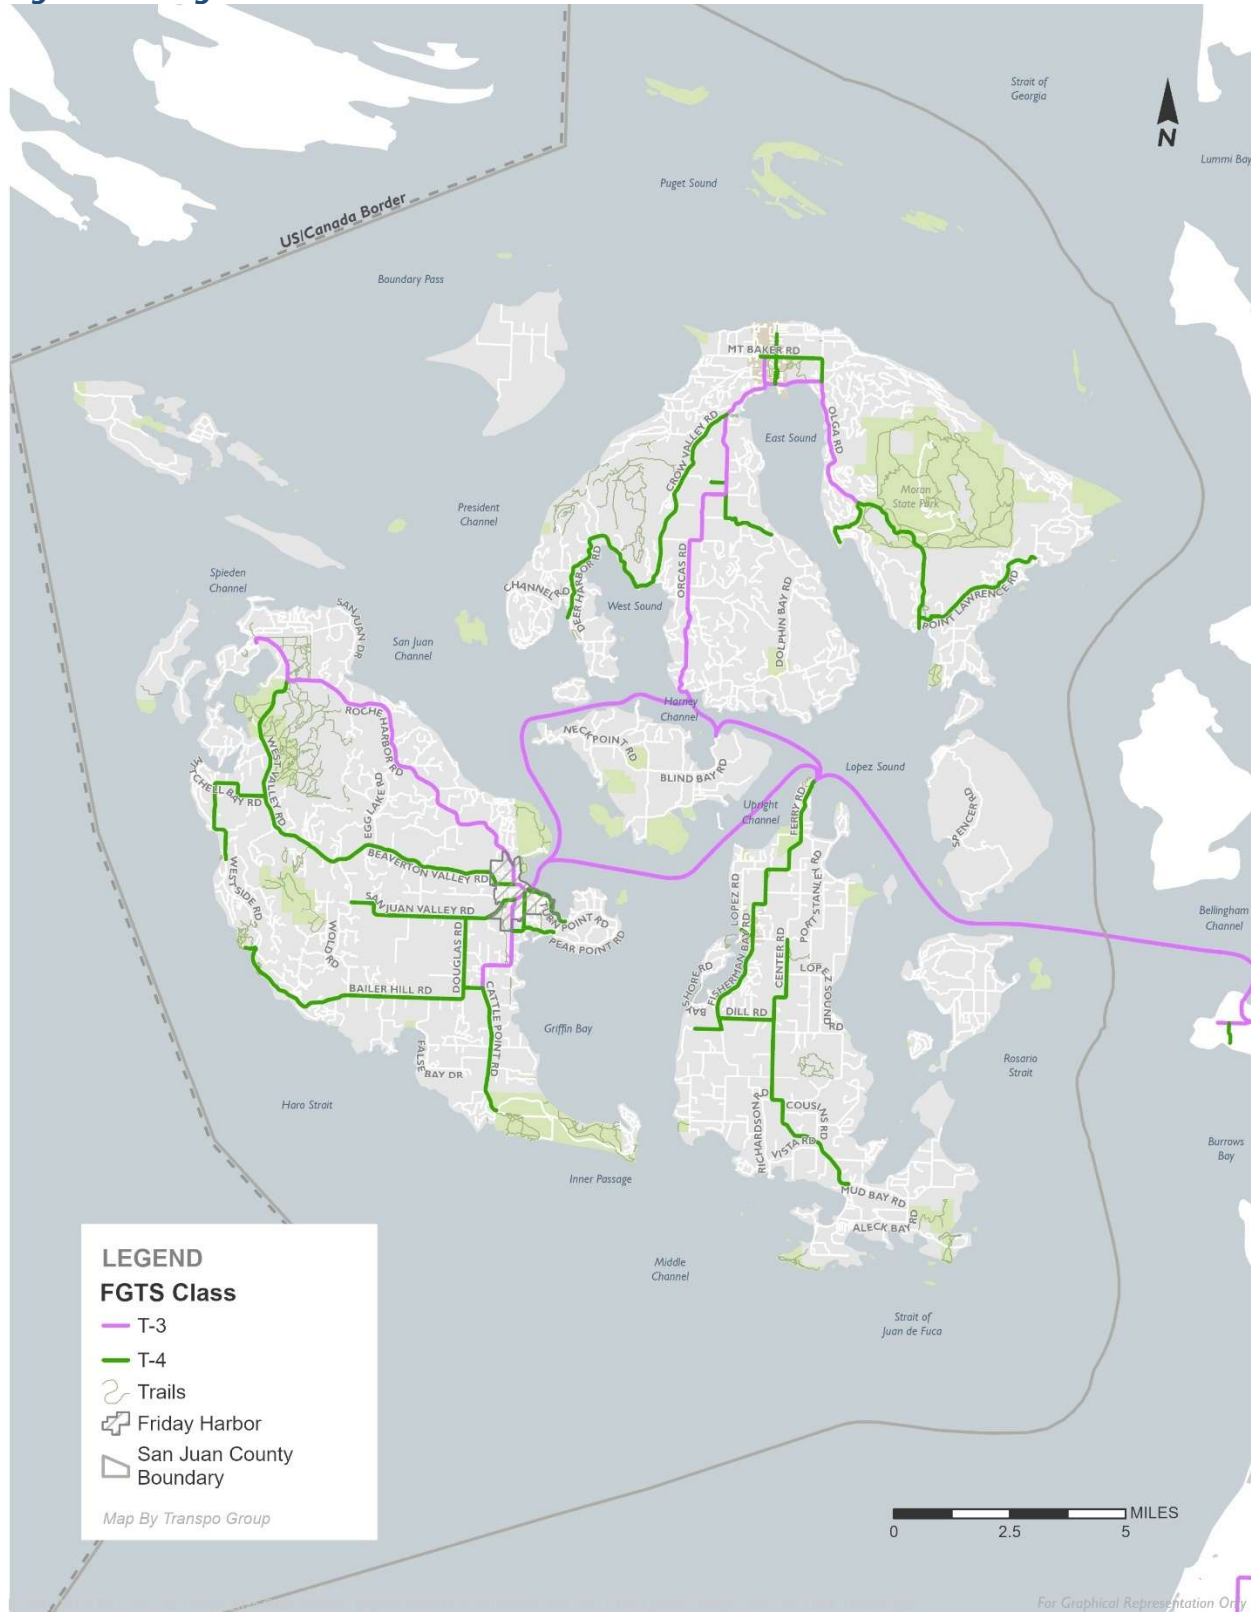 Strait of
Georgia
N
Lummi Bay
Puget Sound
US/Canada Border
Boundary Pass
MT BAKER RD
CROW VALLEY RD
East Sound
OLGA RD
Moran
State Park
President
Channel
ORCAS RD
Spieden
Channel
CHANNEL RD
DEER HARBOR RD
West Sound
DOLPHIN BAY RD
POINT LAWRENCE RD
SAN JUAN DR
San Juan
Channel
Harney
Channel
ROCHE HARBOR RD
NECK POINT RD
WEST VALLEY RD
BLIND BAY RD
Lopez Sound
MITCHELL BAY RD
EGG LAKE RD
Upright
Channel
FERRY RD
SPENCER RD
BEAVERTON VALLEY RD
WEST SIDE RD
LOPEZ RD
PORT STANLEY RD
SAN JUAN VALLEY RD
TURN POINT RD
PEAR POINT RD
Bellingham
Channel
WOLD RD
DOUGLAS RD
FISHERMAN BAY RD
CENTER RD
BAILER HILL RD
CATTLE POINT RD
BAY SHORE RD
LOPEZ SOUND RD
DILL RD
Griffin Bay
FALSE BAY DR
Rosario
Strait
Haro Strait
RICHARDSON RD
COUSINS RD
VISTA RD
Burrows
Bay
Inner Passage
MUD BAY RD
ALECK BAY RD
Middle
Channel
Strait of
Juan de Fuca
LEGEND
FGTS Class
T-3
T-4
Trails
Friday Harbor
San Juan County
Boundary
Map By Transpo Group
MILES
0 2.5 5
For Graphical Representation Only